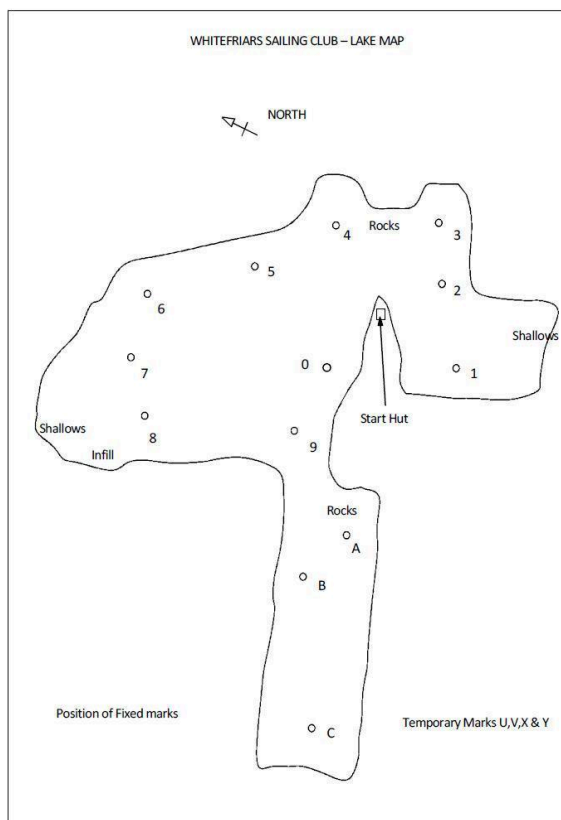 WHITEFRIARS SAILING CLUB – LAKE MAP
NORTH
4
Rocks
3
5
2
6
Shallows
7
0
1
Start Hut
Shallows
8
9
Infill
Rocks
A
B
Position of Fixed marks
Temporary Marks U,V,X & Y
C